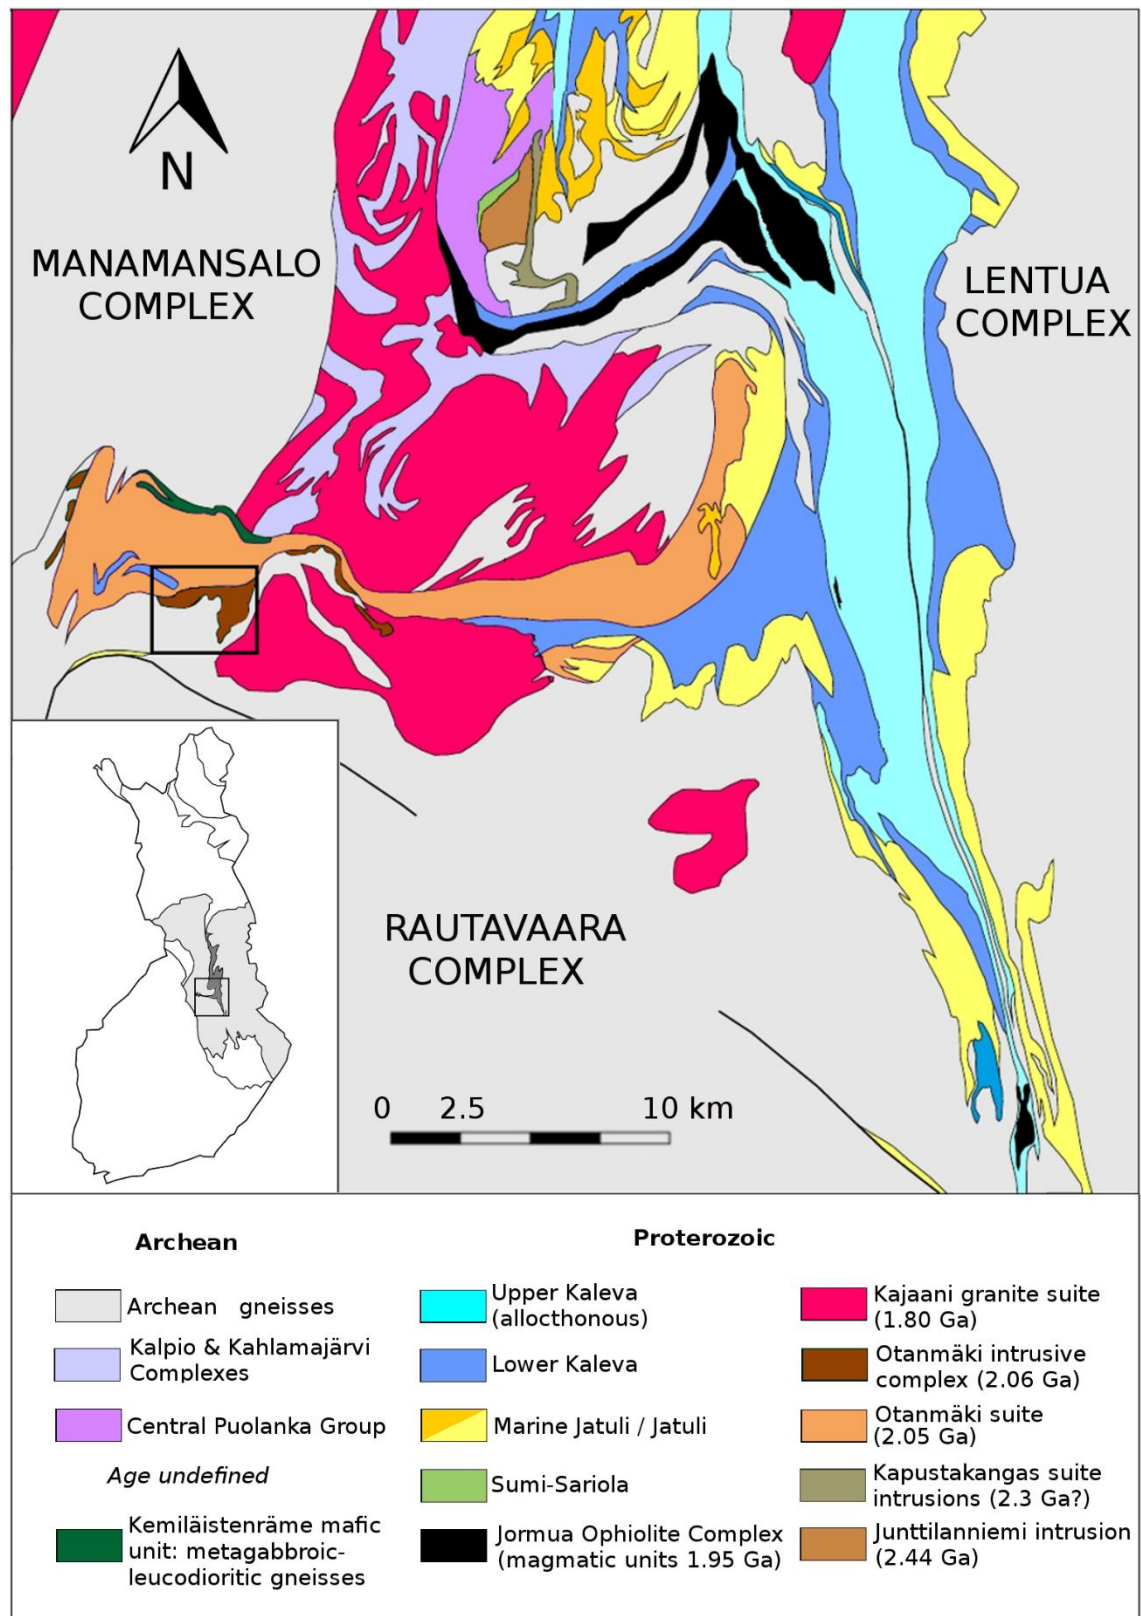 N
MANAMANSALO
COMPLEX
LENTUA
COMPLEX
RAUTAVAARA
COMPLEX
0 2.5 10 km
Archean
Archean gneisses
Kalpio & Kahlamajärvi
Complexes
Central Puolanka Group
Age undefined
Kemiläistenräme mafic
unit: metagabbroic-
leucodioritic gneisses
Proterozoic
Upper Kaleva
(allocthonous)
Lower Kaleva
Marine Jatuli / Jatuli
Sumi-Sariola
Jormua Ophiolite Complex
(magmatic units 1.95 Ga)
Kajaani granite suite
(1.80 Ga)
Otanmäki intrusive
complex (2.06 Ga)
Otanmäki suite
(2.05 Ga)
Kapustakangas suite
intrusions (2.3 Ga?)
Junttilanniemi intrusion
(2.44 Ga)